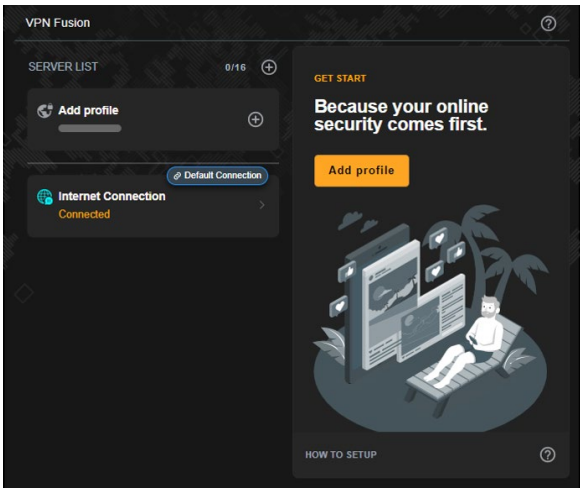 VPN Fusion
SERVER LIST 0/16
Add profile
Default Connection
Internet Connection
Connected
GET START
Because your online
security comes first.
Add profile
HOW TO SETUP